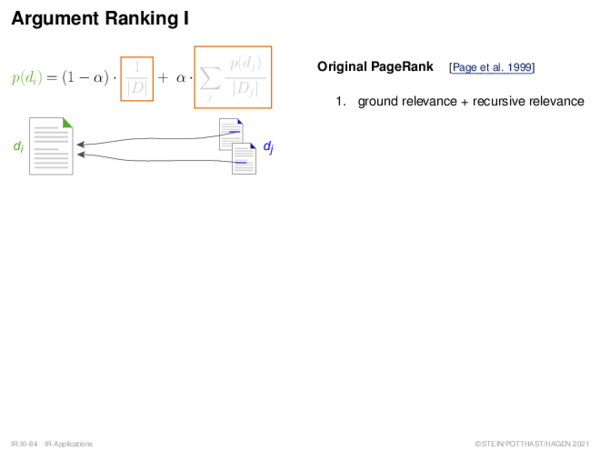 Argument Ranking I
p(d_i) = (1 − α) · 1/|D| + α · ∑_j p(d_j)/|D_j|
Original PageRank [Page et al. 1999]
1. ground relevance + recursive relevance
d_i
d_j
IR:XI-84 IR Applications
©STEIN/POTTHAST/HAGEN 2021